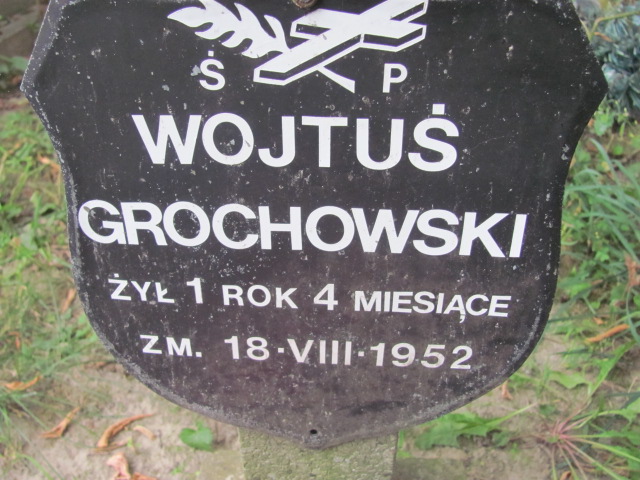 Ś P
WOJTUŚ
GROCHOWSKI
ŻYŁ 1 ROK 4 MIESIĄCE
ZM. 18·VIII·1952